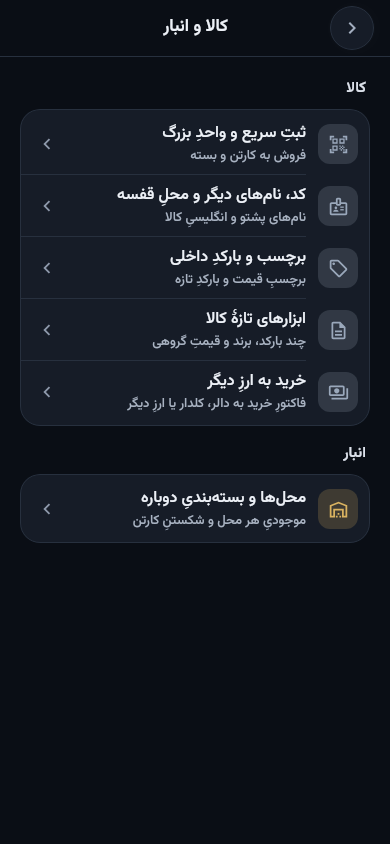 کالا و انبار
کالا
ثبتِ سریع و واحدِ بزرگ
فروش به کارتن و بسته
کد، نام‌های دیگر و محلِ قفسه
نام‌های پشتو و انگلیسیِ کالا
برچسب و بارکدِ داخلی
برچسپِ قیمت و بارکدِ تازه
ابزارهای تازهٔ کالا
چند بارکد، برند و قیمتِ گروهی
خرید به ارزِ دیگر
فاکتورِ خرید به دالر، کلدار یا ارزِ دیگر
انبار
محل‌ها و بسته‌بندیِ دوباره
موجودیِ هر محل و شکستنِ کارتن